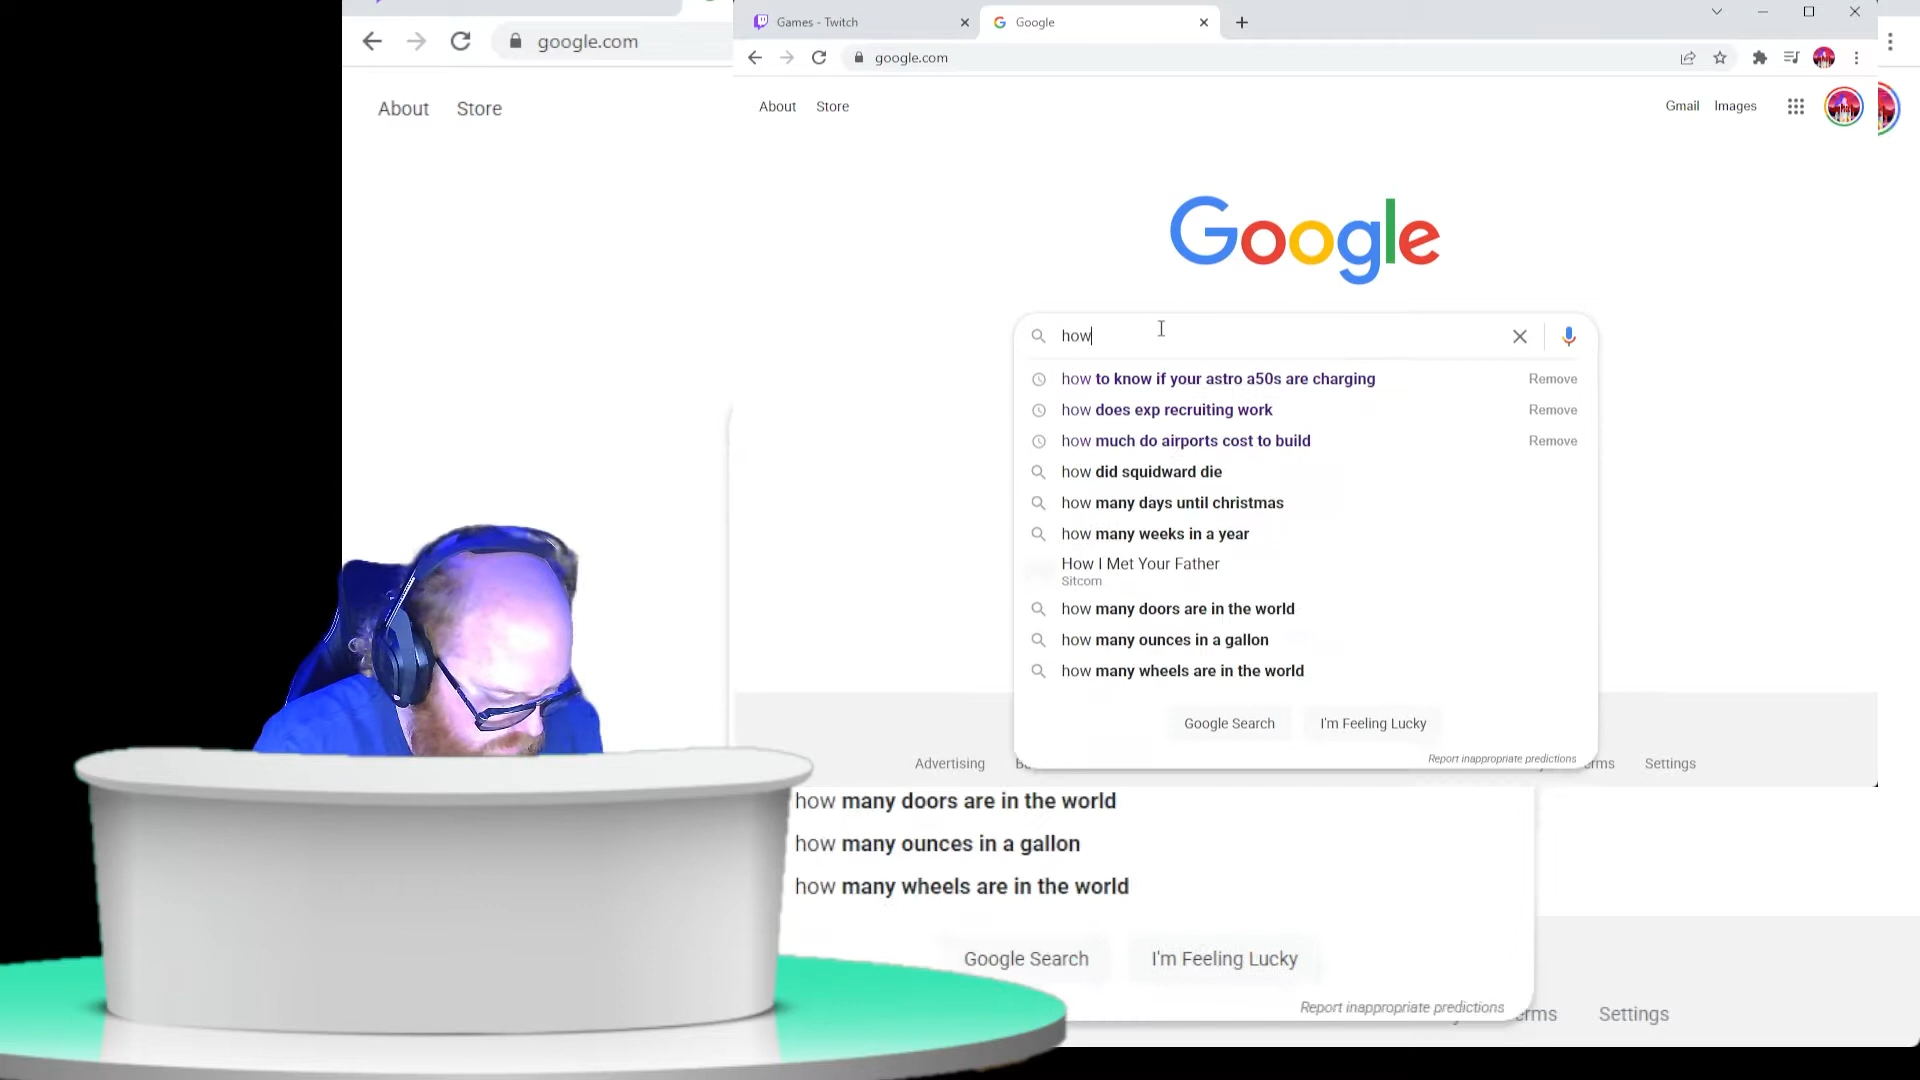 google.com
About Store
Games - Twitch
Google
google.com
About Store
Gmail Images
Google
how
how to know if your astro a50s are charging Remove
how does exp recruiting work Remove
how much do airports cost to build Remove
how did squidward die
how many days until christmas
how many weeks in a year
How I Met Your Father
Sitcom
how many doors are in the world
how many ounces in a gallon
how many wheels are in the world
Google Search I'm Feeling Lucky
Report inappropriate predictions
Advertising Settings
how many doors are in the world
how many ounces in a gallon
how many wheels are in the world
Google Search I'm Feeling Lucky
Report inappropriate predictions
Settings